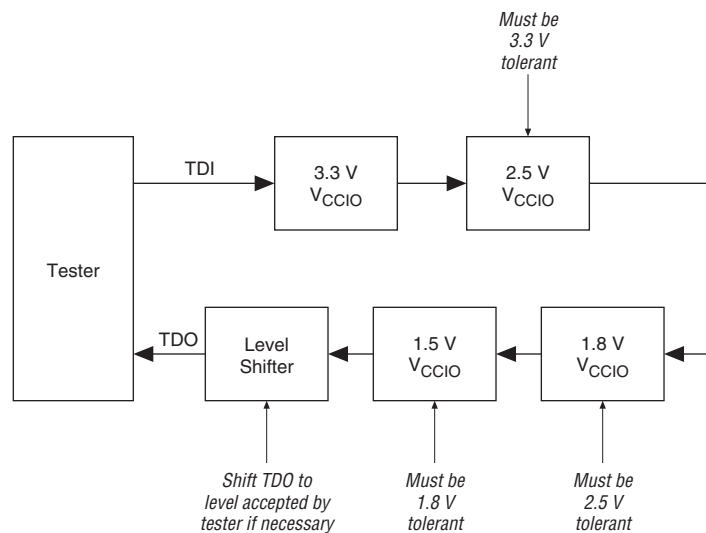 Must be
3.3 V
tolerant
TDI
3.3 V
VCCIO
2.5 V
VCCIO
Tester
TDO
Level
Shifter
1.5 V
VCCIO
1.8 V
VCCIO
Shift TDO to
level accepted by
tester if necessary
Must be
1.8 V
tolerant
Must be
2.5 V
tolerant